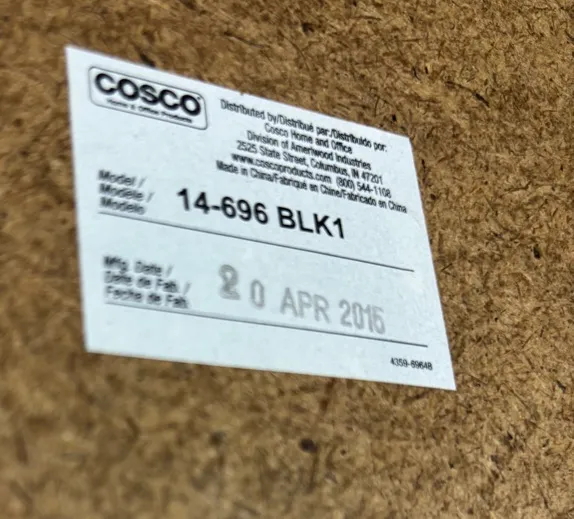 COSCO
Home & Office Products
Distributed by/Distribué par:/Distribuido por:
Cosco Home and Office
Division of Ameriwood Industries
2525 State Street, Columbus, IN 47201
www.coscoproducts.com (800) 544-1108
Made in China/Fabriqué en Chine/Fabricado en China
Model /
Modèle /
Modelo
14-696 BLK1
Mfg. Date /
Date de Fab. /
Fecha de Fab.
20 APR 2015
4359-6964B